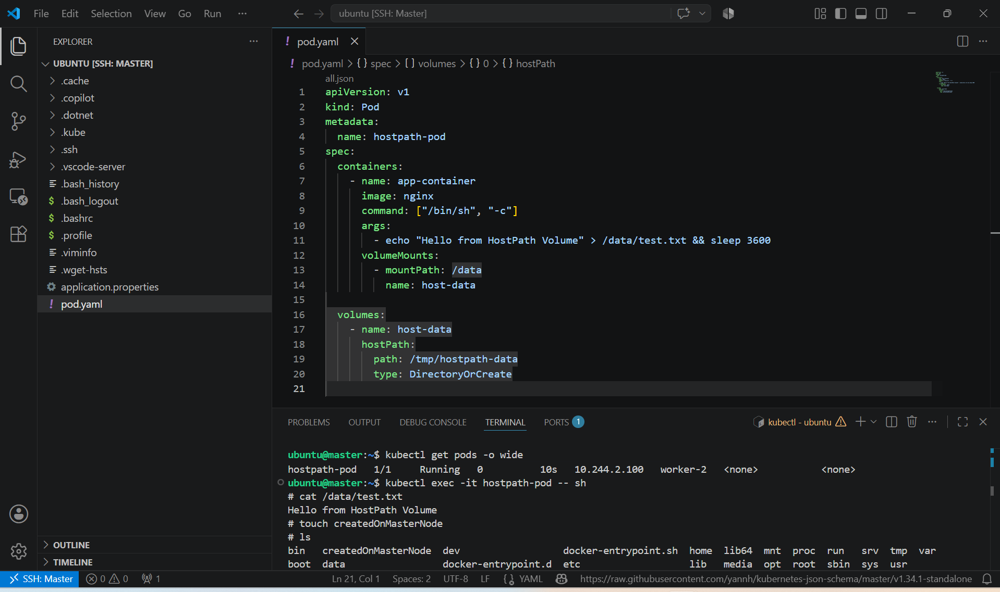 File Edit Selection View Go Run ··· ubuntu [SSH: Master]
EXPLORER ···
UBUNTU [SSH: MASTER]
.cache
.copilot
.dotnet
.kube
.ssh
.vscode-server
.bash_history
$ .bash_logout
$ .bashrc
$ .profile
.viminfo
.wget-hsts
application.properties
! pod.yaml
OUTLINE
TIMELINE
! pod.yaml
! pod.yaml > {} spec > [] volumes > {} 0 > {} hostPath
all.json
1 apiVersion: v1
2 kind: Pod
3 metadata:
4   name: hostpath-pod
5 spec:
6   containers:
7     - name: app-container
8       image: nginx
9       command: ["/bin/sh", "-c"]
10       args:
11         - echo "Hello from HostPath Volume" > /data/test.txt && sleep 3600
12       volumeMounts:
13         - mountPath: /data
14           name: host-data
15
16   volumes:
17     - name: host-data
18       hostPath:
19         path: /tmp/hostpath-data
20         type: DirectoryOrCreate
21
PROBLEMS OUTPUT DEBUG CONSOLE TERMINAL PORTS 1 kubectl - ubuntu
ubuntu@master:~$ kubectl get pods -o wide
hostpath-pod 1/1 Running 0 10s 10.244.2.100 worker-2 <none> <none>
ubuntu@master:~$ kubectl exec -it hostpath-pod -- sh
# cat /data/test.txt
Hello from HostPath Volume
# touch createdOnMasterNode
# ls
bin createdOnMasterNode dev docker-entrypoint.sh home lib64 mnt proc run srv tmp var
boot data docker-entrypoint.d etc lib media opt root sbin sys usr
SSH: Master 0 0 1 Ln 21, Col 1 Spaces: 2 UTF-8 LF {} YAML https://raw.githubusercontent.com/yannh/kubernetes-json-schema/master/v1.34.1-standalone